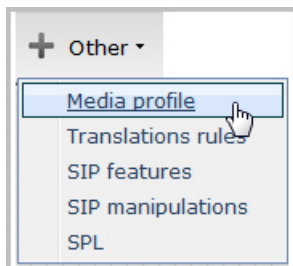 Other
Media profile
Translations rules
SIP features
SIP manipulations
SPL